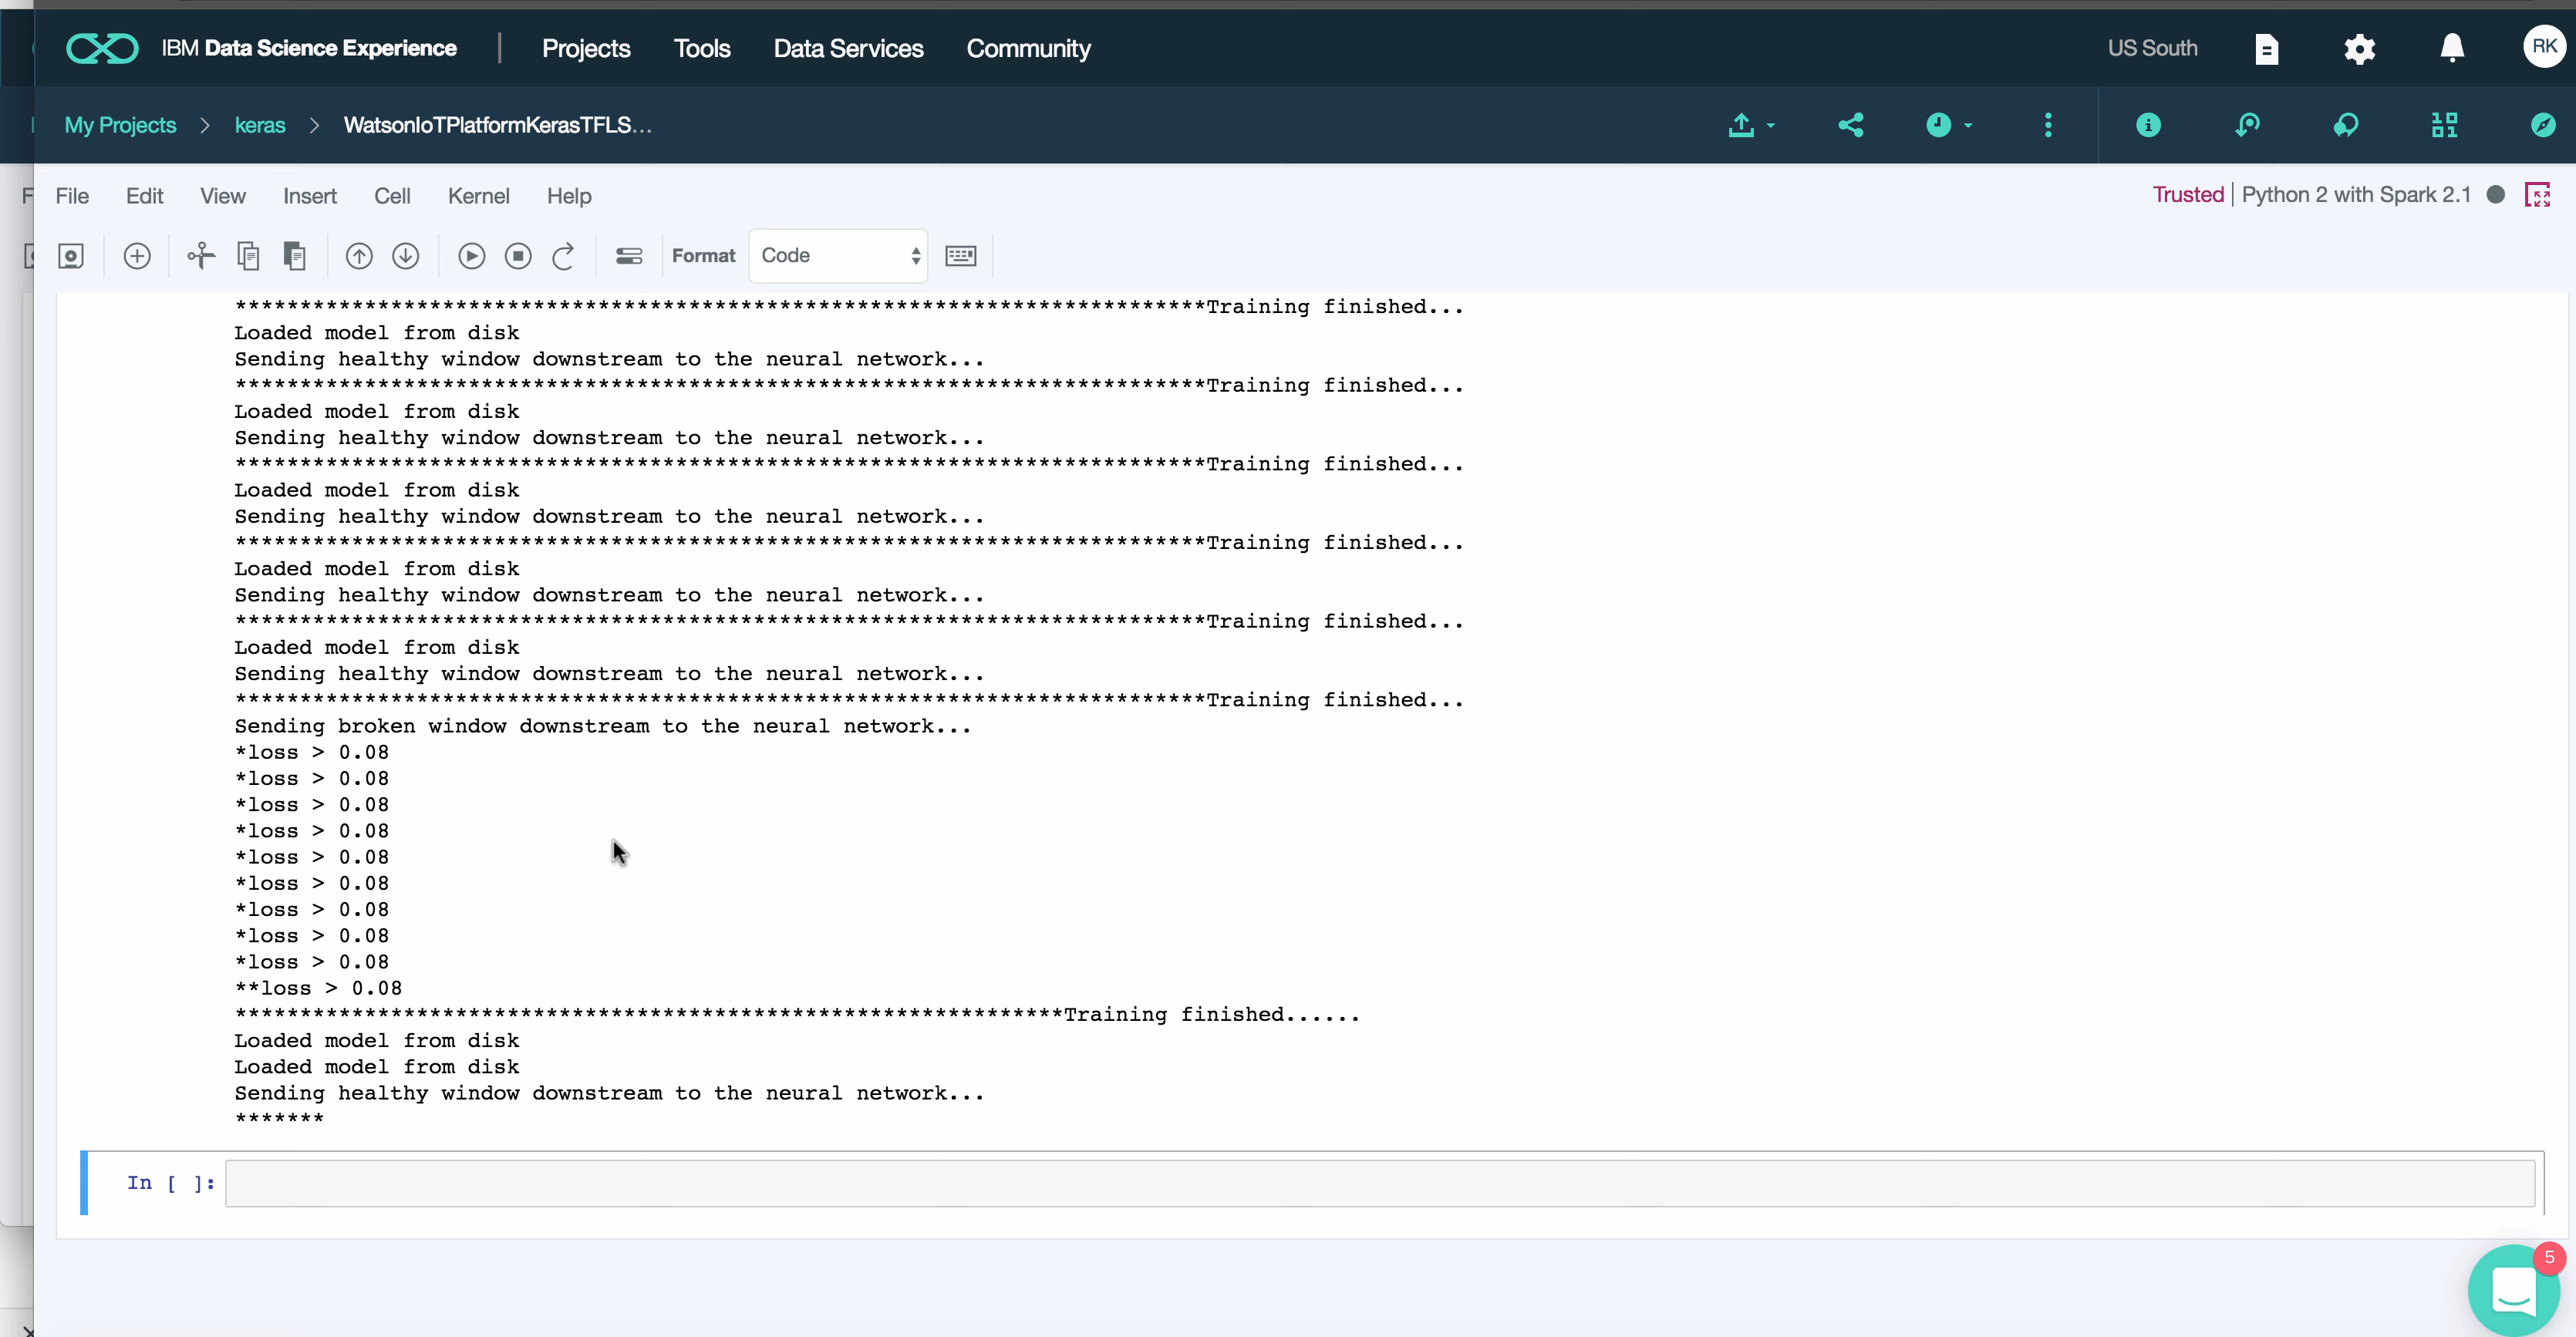 IBM Data Science Experience | Projects Tools Data Services Community US South RK
My Projects > keras > WatsonIoTPlatformKerasTFLS...
File Edit View Insert Cell Kernel Help Trusted | Python 2 with Spark 2.1
Format Code
***************************************************************************Training finished...
Loaded model from disk
Sending healthy window downstream to the neural network...
***************************************************************************Training finished...
Loaded model from disk
Sending healthy window downstream to the neural network...
***************************************************************************Training finished...
Loaded model from disk
Sending healthy window downstream to the neural network...
***************************************************************************Training finished...
Loaded model from disk
Sending healthy window downstream to the neural network...
***************************************************************************Training finished...
Loaded model from disk
Sending healthy window downstream to the neural network...
***************************************************************************Training finished...
Sending broken window downstream to the neural network...
*loss > 0.08
*loss > 0.08
*loss > 0.08
*loss > 0.08
*loss > 0.08
*loss > 0.08
*loss > 0.08
*loss > 0.08
*loss > 0.08
**loss > 0.08
****************************************************************Training finished......
Loaded model from disk
Loaded model from disk
Sending healthy window downstream to the neural network...
*******
In [ ]:
5